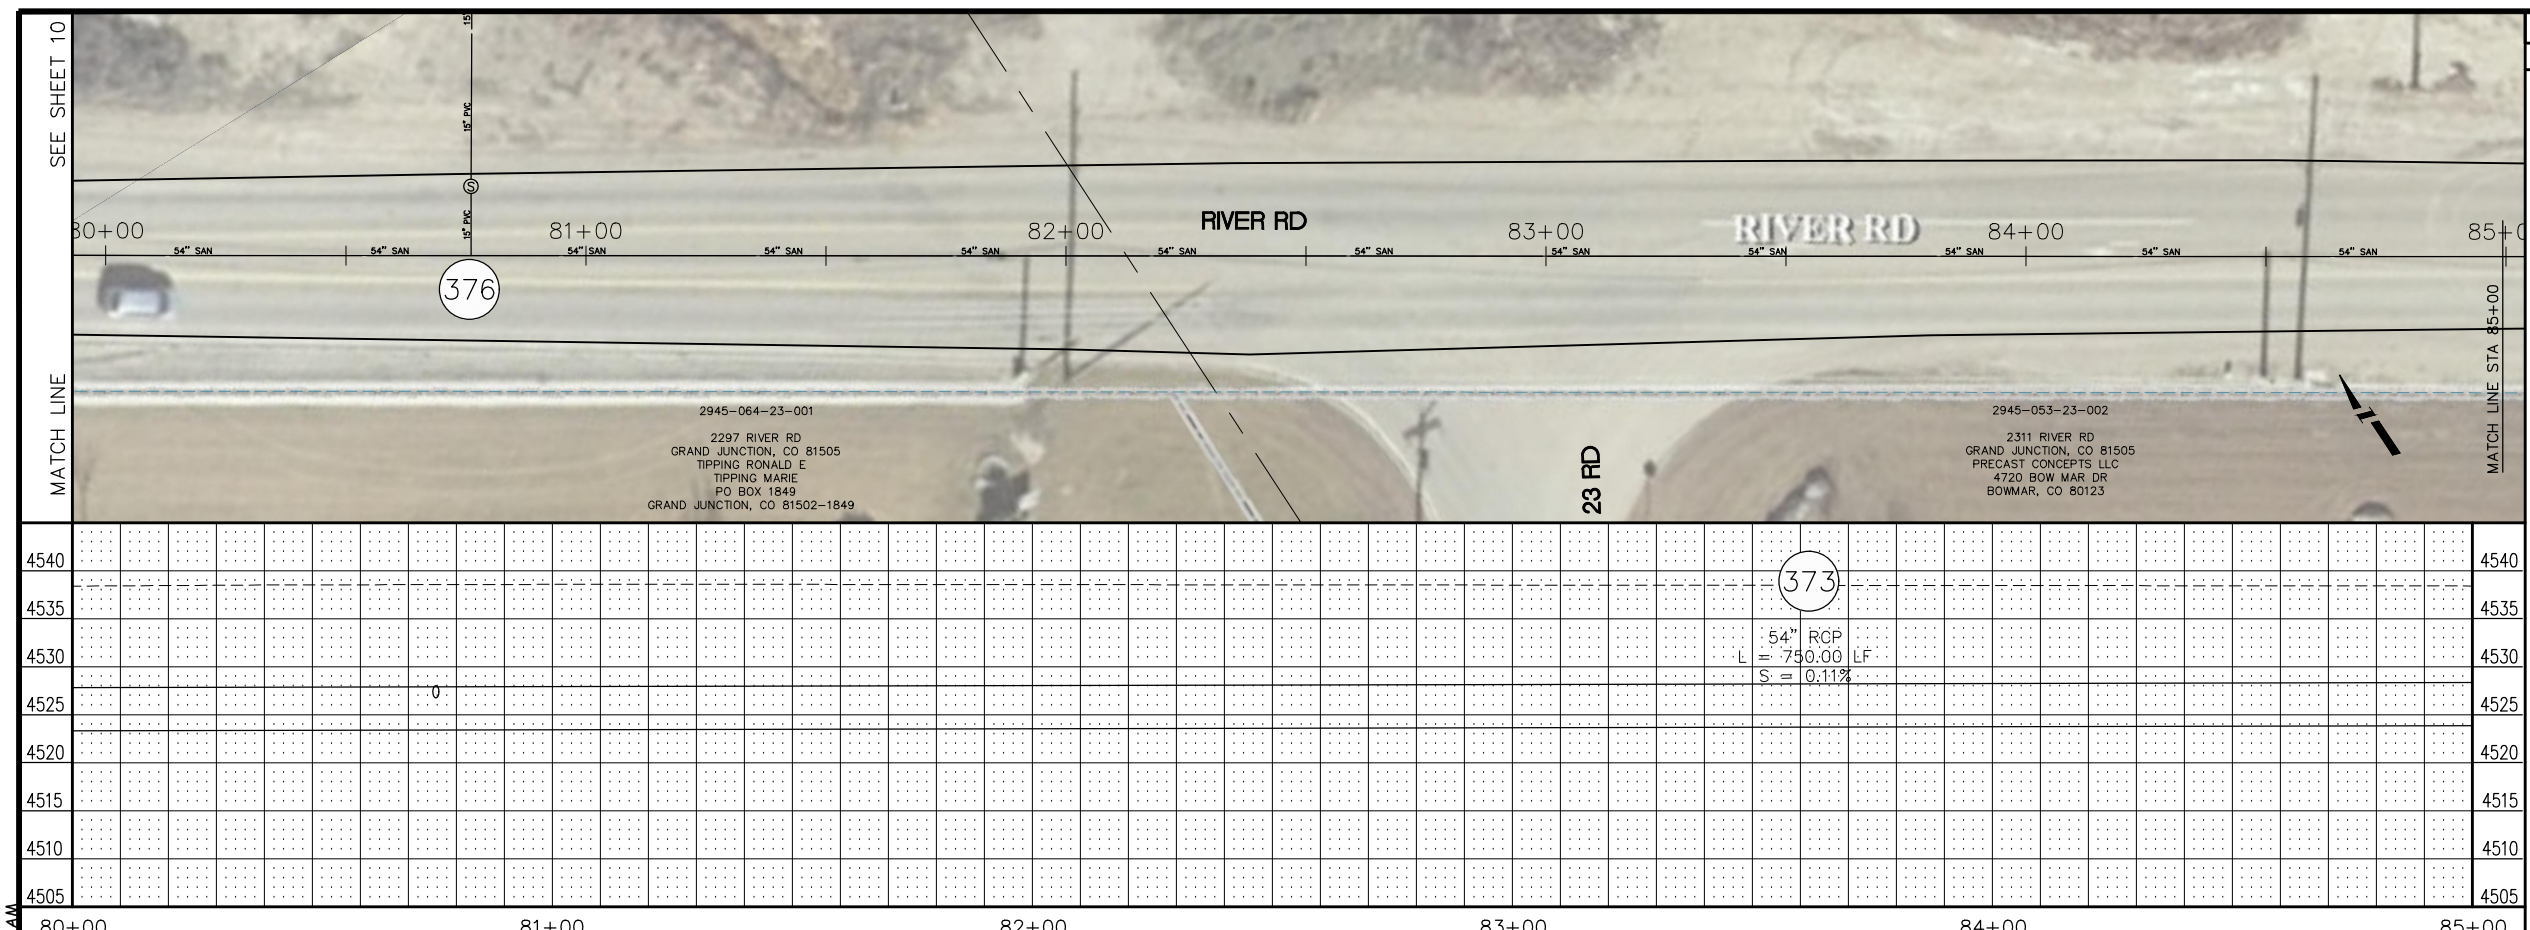 SEE SHEET 10
MATCH LINE
15"
15" PVC
S
15" PVC
80+00
81+00
82+00
83+00
84+00
85+0
RIVER RD
RIVER RD
54" SAN
54" SAN
54" SAN
54" SAN
54" SAN
54" SAN
54" SAN
54" SAN
54" SAN
54" SAN
54" SAN
54" SAN
376
2945-064-23-001
2297 RIVER RD
GRAND JUNCTION, CO 81505
TIPPING RONALD E
TIPPING MARIE
PO BOX 1849
GRAND JUNCTION, CO 81502-1849
23 RD
2945-053-23-002
2311 RIVER RD
GRAND JUNCTION, CO 81505
PRECAST CONCEPTS LLC
4720 BOW MAR DR
BOWMAR, CO 80123
MATCH LINE STA 85+00
4540
4535
4530
4525
4520
4515
4510
4505
373
54" RCP
L = 750.00 LF
S = 0.11%
4540
4535
4530
4525
4520
4515
4510
4505
AM
80+00
81+00
82+00
83+00
84+00
85+00